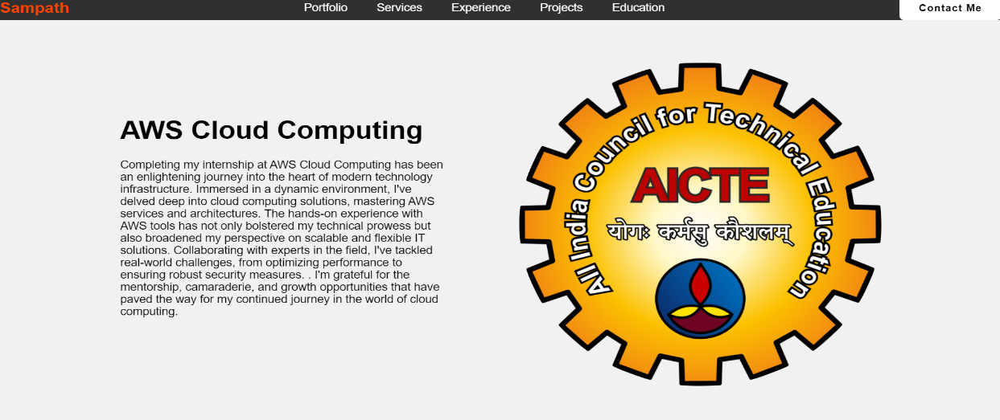 Sampath
Portfolio Services Experience Projects Education
Contact Me
AWS Cloud Computing
Completing my internship at AWS Cloud Computing has been
an enlightening journey into the heart of modern technology
infrastructure. Immersed in a dynamic environment, I've
delved deep into cloud computing solutions, mastering AWS
services and architectures. The hands-on experience with
AWS tools has not only bolstered my technical prowess but
also broadened my perspective on scalable and flexible IT
solutions. Collaborating with experts in the field, I've tackled
real-world challenges, from optimizing performance to
ensuring robust security measures. . I'm grateful for the
mentorship, camaraderie, and growth opportunities that have
paved the way for my continued journey in the world of cloud
computing.
All India Council for Technical Education
AICTE
योगः कर्मसु कौशलम्